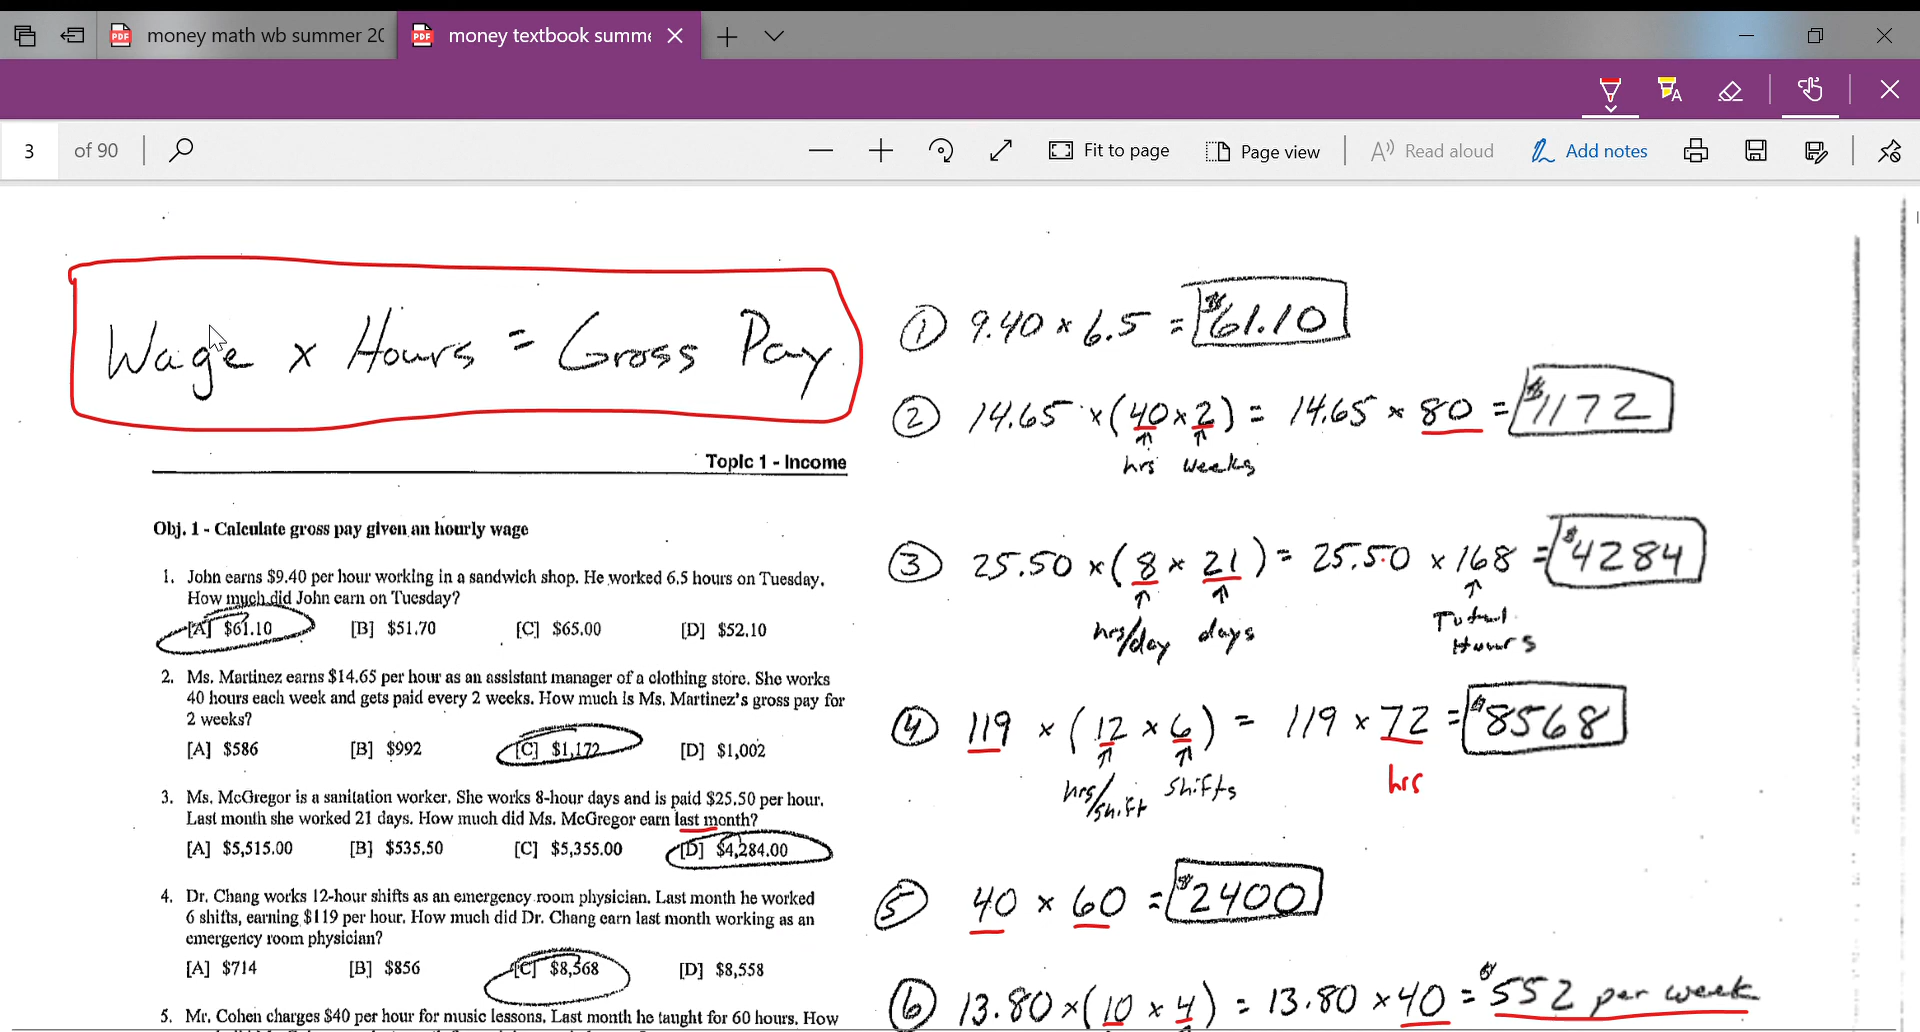 money math wb summer 20
money textbook summe
3 of 90
Fit to page
Page view
Read aloud
Add notes
Wage x Hours = Gross Pay
Topic 1 - Income
Obj. 1 - Calculate gross pay given an hourly wage
1. John earns $9.40 per hour working in a sandwich shop. He worked 6.5 hours on Tuesday.
How much did John earn on Tuesday?
[A] $61.10 [B] $51.70 [C] $65.00 [D] $52.10
2. Ms. Martinez earns $14.65 per hour as an assistant manager of a clothing store. She works
40 hours each week and gets paid every 2 weeks. How much is Ms. Martinez's gross pay for
2 weeks?
[A] $586 [B] $992 [C] $1,172 [D] $1,002
3. Ms. McGregor is a sanitation worker. She works 8-hour days and is paid $25.50 per hour.
Last month she worked 21 days. How much did Ms. McGregor earn last month?
[A] $5,515.00 [B] $535.50 [C] $5,355.00 [D] $4,284.00
4. Dr. Chang works 12-hour shifts as an emergency room physician. Last month he worked
6 shifts, earning $119 per hour. How much did Dr. Chang earn last month working as an
emergency room physician?
[A] $714 [B] $856 [C] $8,568 [D] $8,558
5. Mr. Cohen charges $40 per hour for music lessons. Last month he taught for 60 hours. How
① 9.40 x 6.5 = $61.10
② 14.65 x (40 x 2) = 14.65 x 80 = $1172
hrs weeks
③ 25.50 x (8 x 21) = 25.50 x 168 = $4284
hrs/day days Total
Hours
④ 119 x (12 x 6) = 119 x 72 = $8568
hrs/shift shifts hrs
⑤ 40 x 60 = $2400
⑥ 13.80 x (10 x 4) = 13.80 x 40 = $552 per week